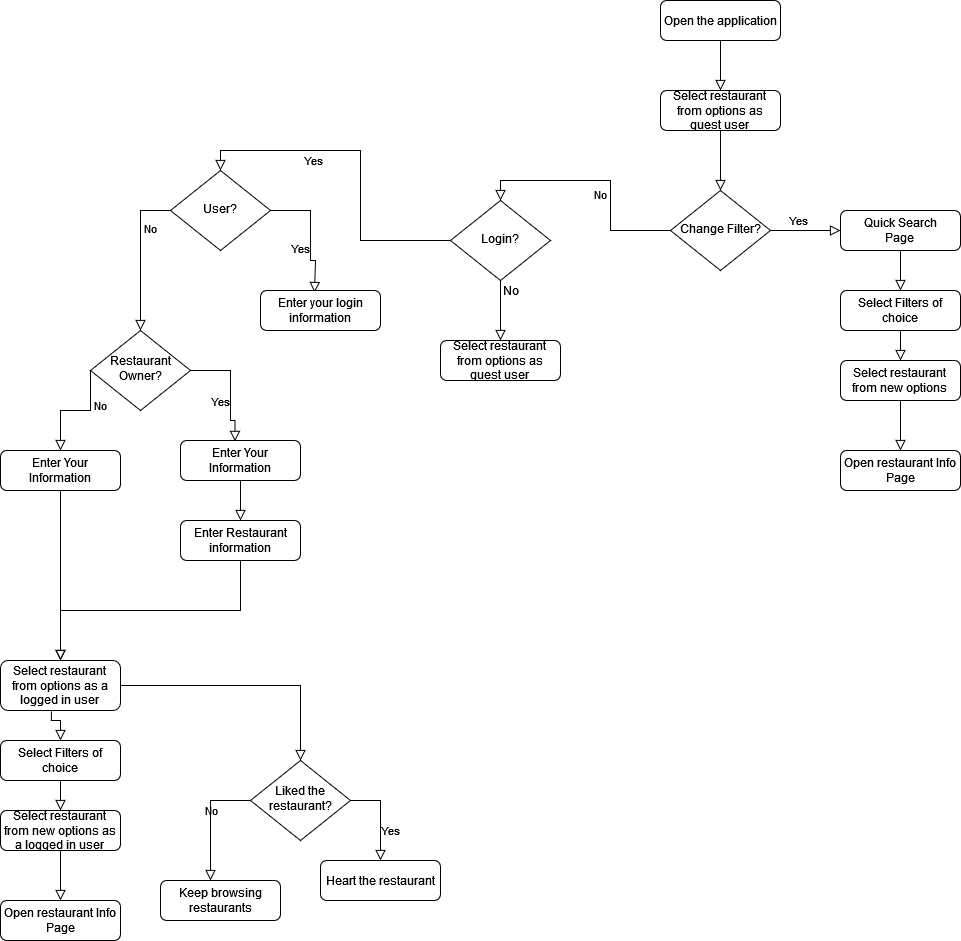 Open the application
Select restaurant
from options as
guest user
Yes
User?
No
Yes
Enter your login
information
Login?
No
Select restaurant
from options as
guest user
No
Change Filter?
Yes
Quick Search
Page
Select Filters of
choice
Select restaurant
from new options
Open restaurant Info
Page
Restaurant
Owner?
No
Yes
Enter Your
Information
Enter Your
Information
Enter Restaurant
information
Select restaurant
from options as a
logged in user
Select Filters of
choice
Select restaurant
from new options as
a logged in user
Open restaurant Info
Page
Liked the
restaurant?
No
Yes
Keep browsing
restaurants
Heart the restaurant